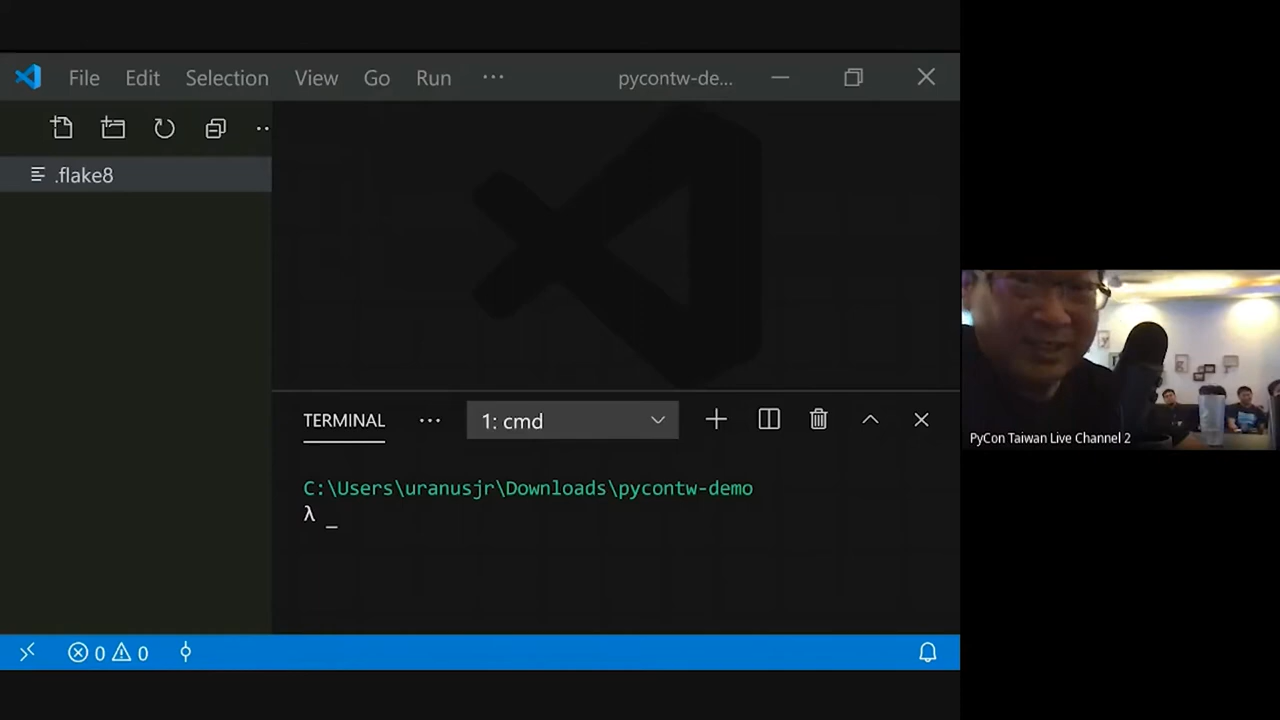 File Edit Selection View Go Run ··· pycontw-de...
.flake8
TERMINAL ··· 1: cmd
C:\Users\uranusjr\Downloads\pycontw-demo
λ _
0 0
PyCon Taiwan Live Channel 2